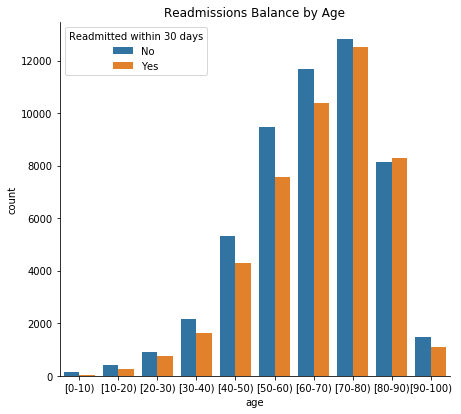 Readmissions Balance by Age
Readmitted within 30 days
No
Yes
12000
10000
8000
6000
4000
2000
0
count
[0-10) [10-20) [20-30) [30-40) [40-50) [50-60) [60-70) [70-80) [80-90)[90-100)
age